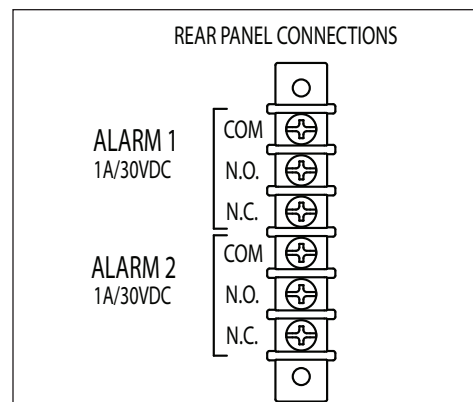 REAR PANEL CONNECTIONS
ALARM 1
1A/30VDC
COM
N.O.
N.C.
ALARM 2
1A/30VDC
COM
N.O.
N.C.